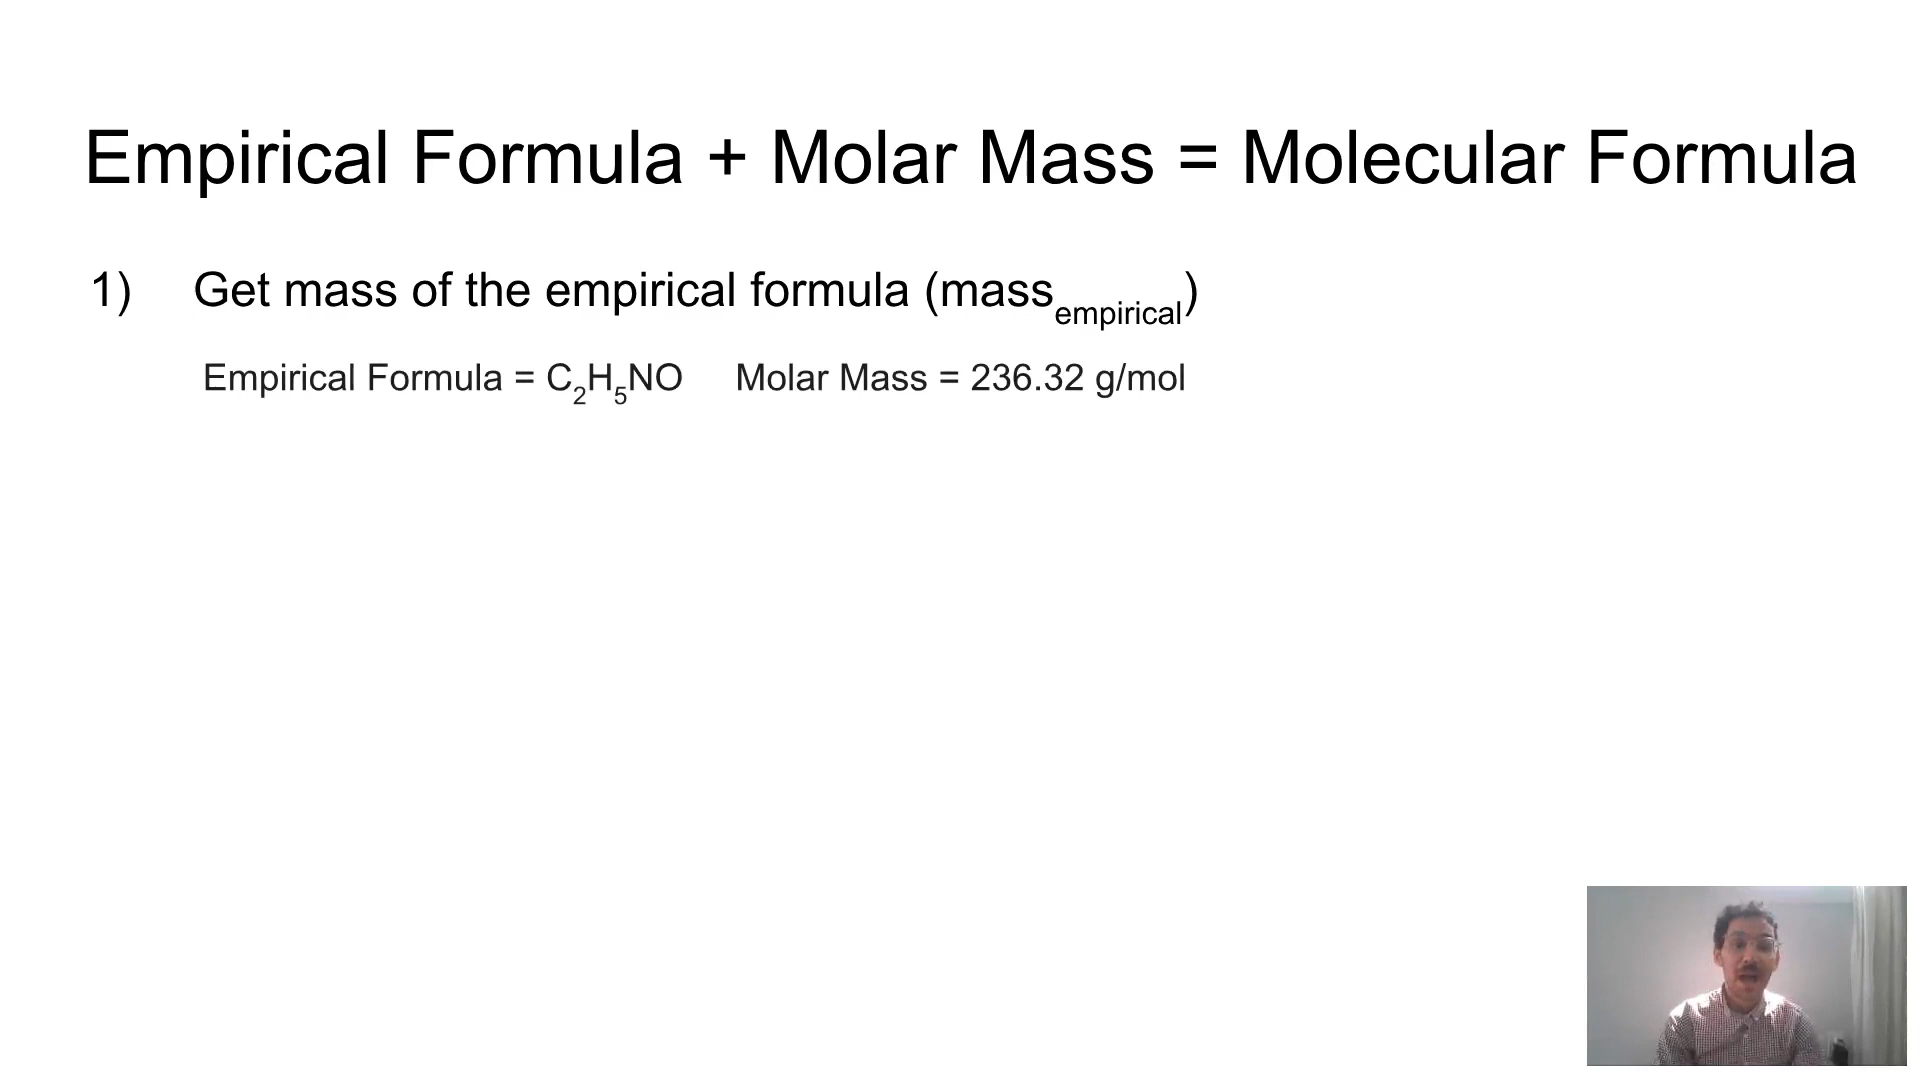 Empirical Formula + Molar Mass = Molecular Formula
1) Get mass of the empirical formula (mass_empirical)
Empirical Formula = C₂H₅NO Molar Mass = 236.32 g/mol